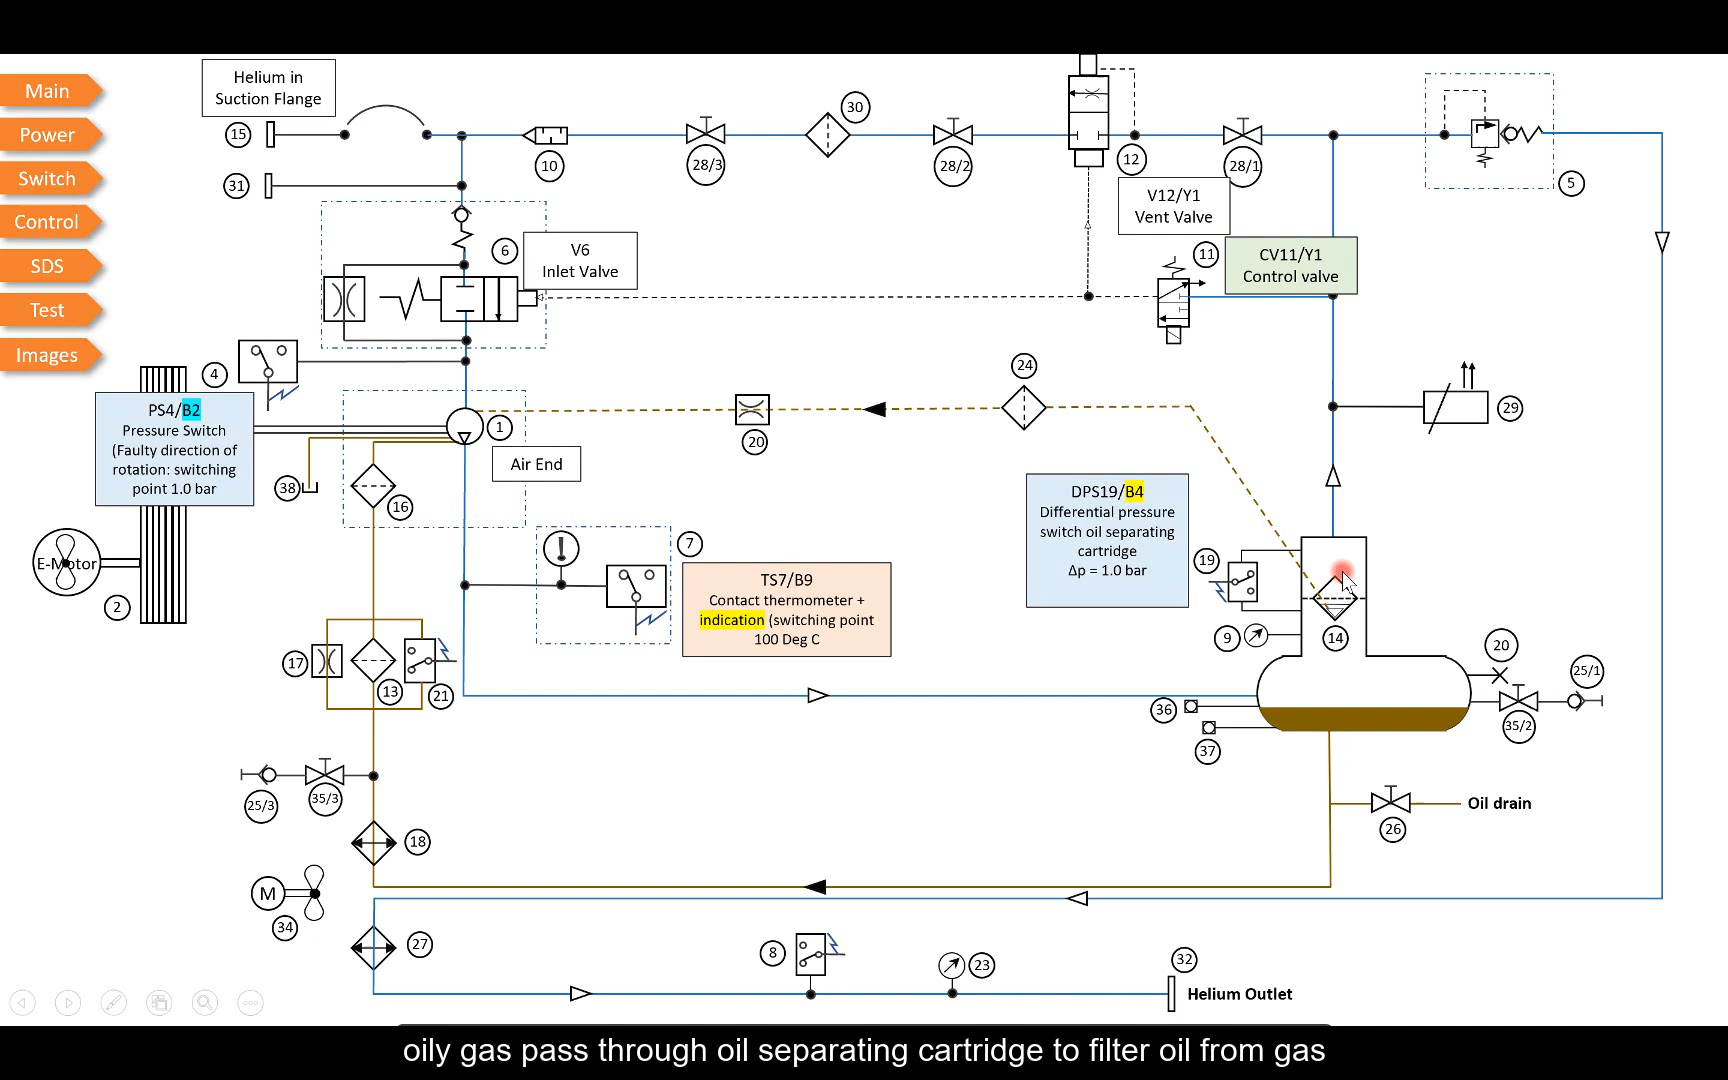 Main
Power
Switch
Control
SDS
Test
Images
Helium in
Suction Flange
15
31
10
28/3
30
28/2
12
28/1
5
V12/Y1
Vent Valve
6
V6
Inlet Valve
11
CV11/Y1
Control valve
4
PS4/B2
Pressure Switch
(Faulty direction of
rotation: switching
point 1.0 bar
1
Air End
38
16
20
24
29
E-Motor
2
7
TS7/B9
Contact thermometer +
indication (switching point
100 Deg C
DPS19/B4
Differential pressure
switch oil separating
cartridge
Δp = 1.0 bar
19
9
14
20
25/1
35/2
36
37
17
13
21
25/3
35/3
18
26
Oil drain
M
34
27
8
23
32
Helium Outlet
oily gas pass through oil separating cartridge to filter oil from gas